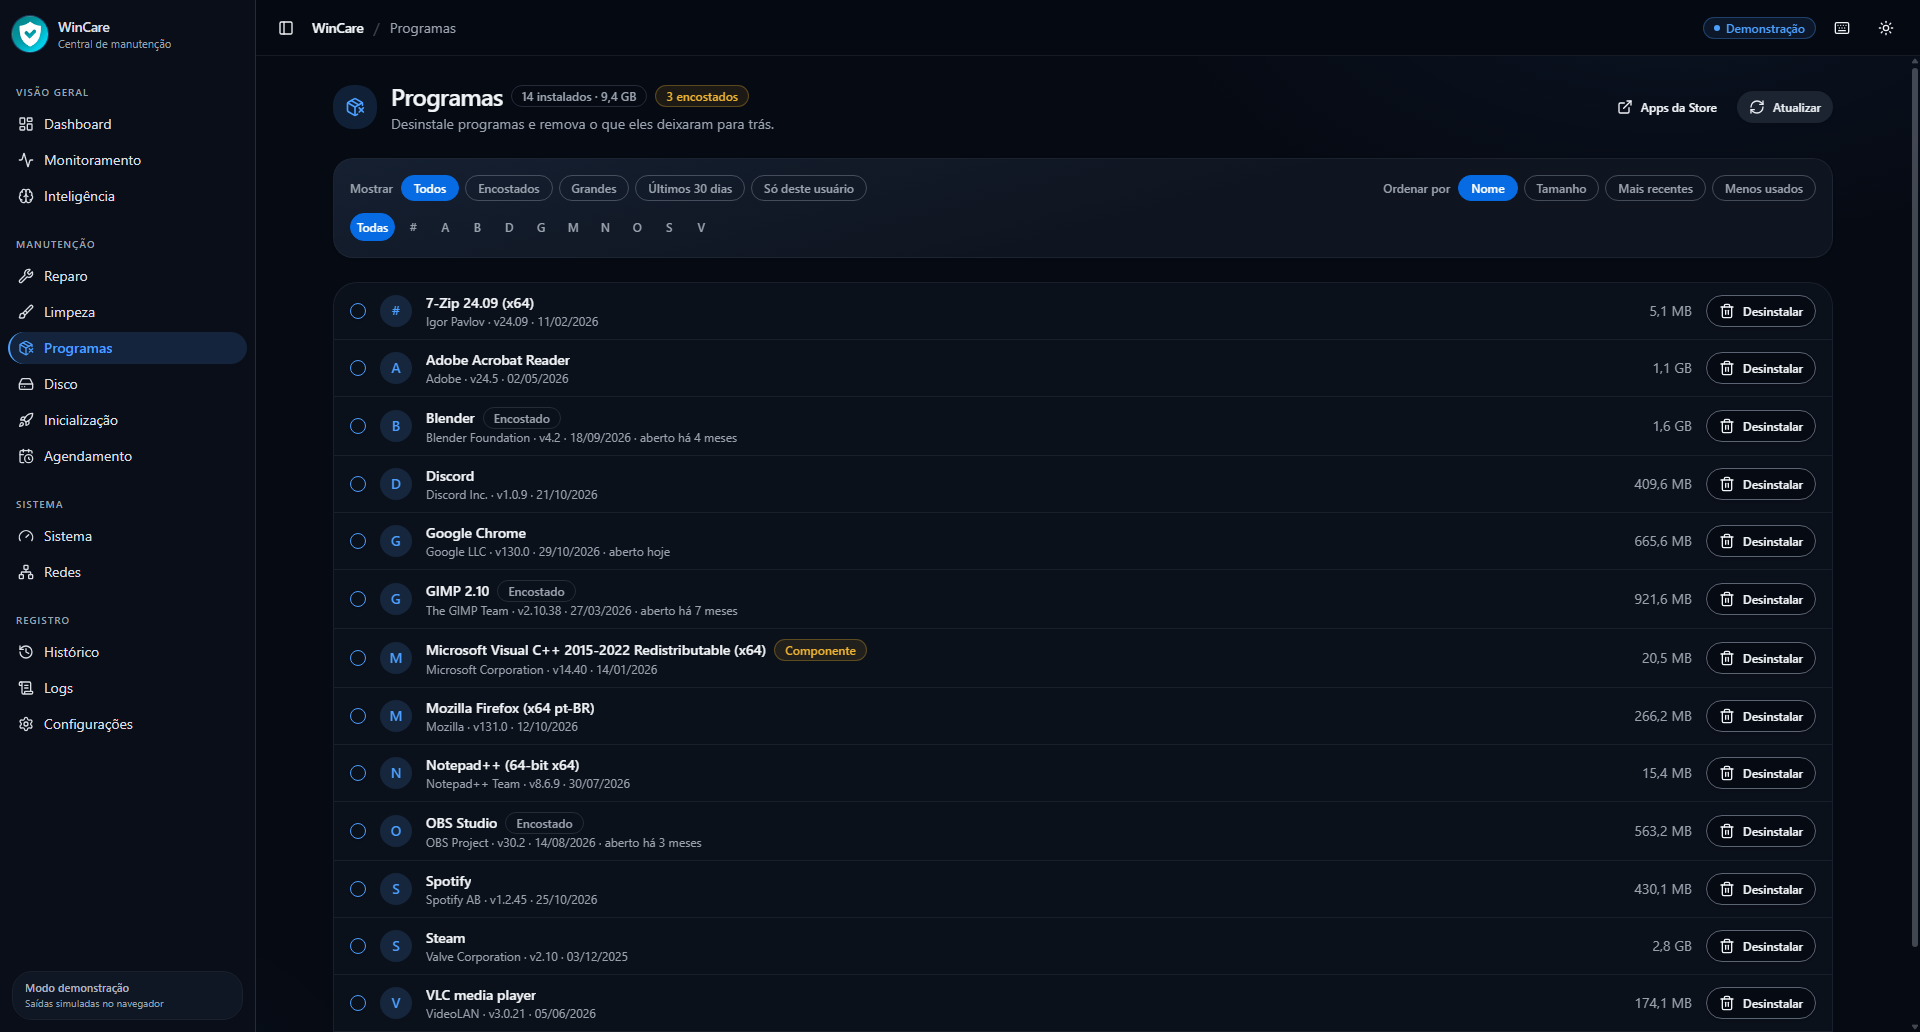 WinCare
Central de manutenção
VISÃO GERAL
Dashboard
Monitoramento
Inteligência
MANUTENÇÃO
Reparo
Limpeza
Programas
Disco
Inicialização
Agendamento
SISTEMA
Sistema
Redes
REGISTRO
Histórico
Logs
Configurações
Modo demonstração
Saídas simuladas no navegador
WinCare / Programas
Demonstração
Programas 14 instalados · 9,4 GB 3 encostados
Desinstale programas e remova o que eles deixaram para trás.
Apps da Store Atualizar
Mostrar Todos Encostados Grandes Últimos 30 dias Só deste usuário
Ordenar por Nome Tamanho Mais recentes Menos usados
Todas # A B D G M N O S V
# 7-Zip 24.09 (x64)
Igor Pavlov · v24.09 · 11/02/2026
5,1 MB Desinstalar
A Adobe Acrobat Reader
Adobe · v24.5 · 02/05/2026
1,1 GB Desinstalar
B Blender Encostado
Blender Foundation · v4.2 · 18/09/2026 · aberto há 4 meses
1,6 GB Desinstalar
D Discord
Discord Inc. · v1.0.9 · 21/10/2026
409,6 MB Desinstalar
G Google Chrome
Google LLC · v130.0 · 29/10/2026 · aberto hoje
665,6 MB Desinstalar
G GIMP 2.10 Encostado
The GIMP Team · v2.10.38 · 27/03/2026 · aberto há 7 meses
921,6 MB Desinstalar
M Microsoft Visual C++ 2015-2022 Redistributable (x64) Componente
Microsoft Corporation · v14.40 · 14/01/2026
20,5 MB Desinstalar
M Mozilla Firefox (x64 pt-BR)
Mozilla · v131.0 · 12/10/2026
266,2 MB Desinstalar
N Notepad++ (64-bit x64)
Notepad++ Team · v8.6.9 · 30/07/2026
15,4 MB Desinstalar
O OBS Studio Encostado
OBS Project · v30.2 · 14/08/2026 · aberto há 3 meses
563,2 MB Desinstalar
S Spotify
Spotify AB · v1.2.45 · 25/10/2026
430,1 MB Desinstalar
S Steam
Valve Corporation · v2.10 · 03/12/2025
2,8 GB Desinstalar
V VLC media player
VideoLAN · v3.0.21 · 05/06/2026
174,1 MB Desinstalar